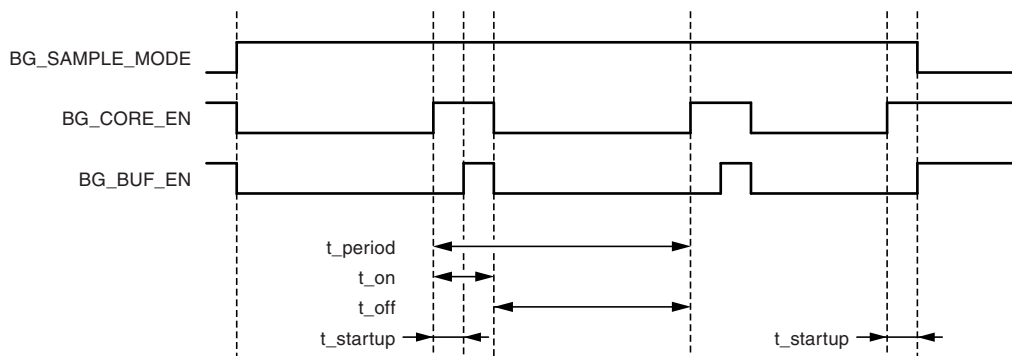 BG_SAMPLE_MODE
BG_CORE_EN
BG_BUF_EN
t_period
t_on
t_off
t_startup t_startup